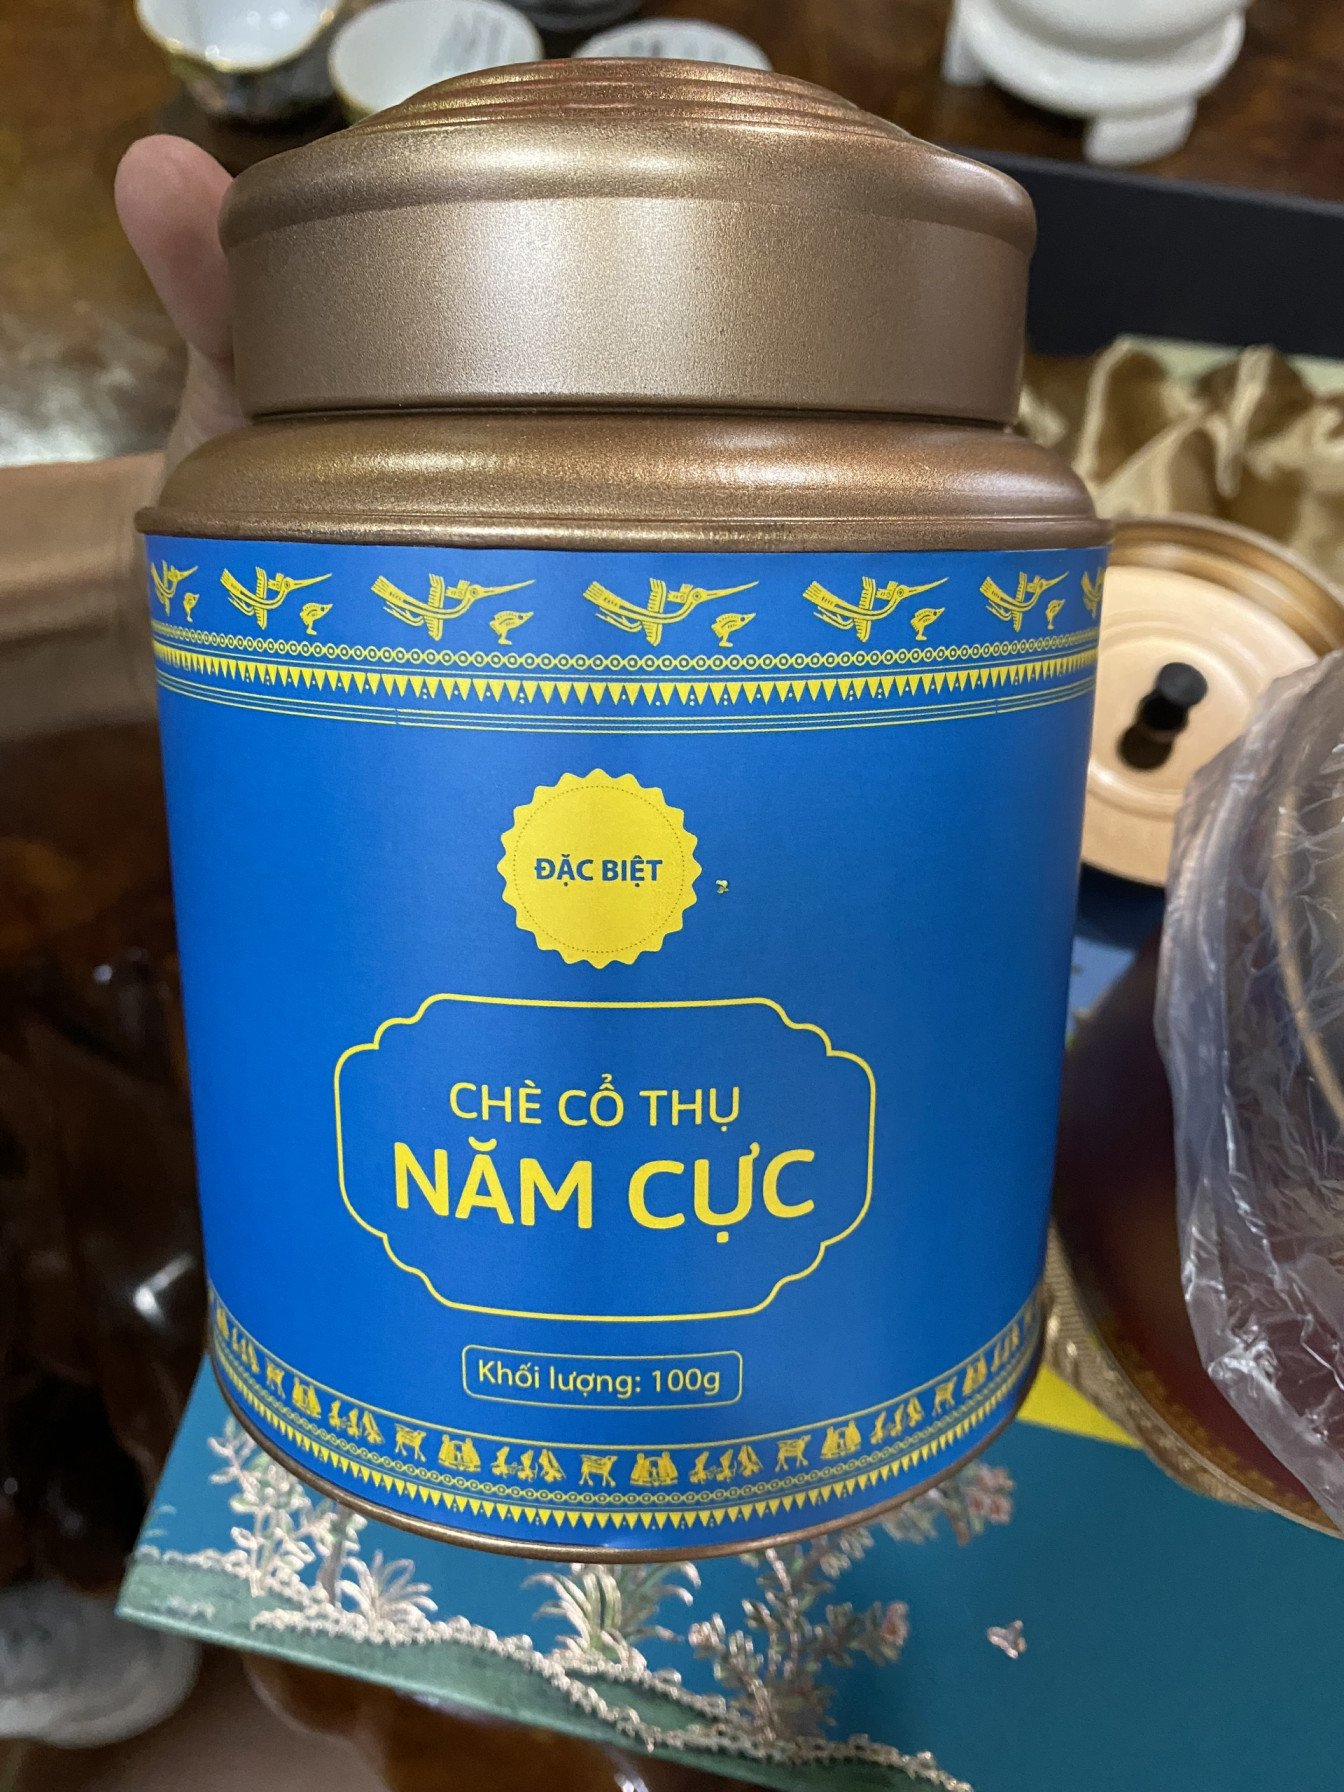 ĐẶC BIỆT
CHÈ CỔ THỤ
NĂM CỰC
Khối lượng: 100g